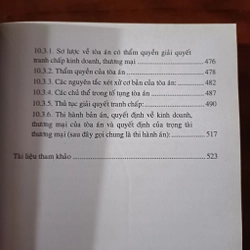 10.3.1. Sơ lược về tòa án có thẩm quyền giải quyết
tranh chấp kinh doanh, thương mại 476
10.3.2. Thẩm quyền của tòa án 478
10.3.3. Các nguyên tắc xét xử cơ bản của tòa án: 482
10.3.4. Các chủ thể trong tố tụng tòa án 487
10.3.5. Thủ tục giải quyết tranh chấp: 490
10.3.6. Thi hành bản án, quyết định về kinh doanh,
thương mại của tòa án và quyết định của trọng tài
thương mại (sau đây gọi chung là thi hành án): 517
Tài liệu tham khảo 523